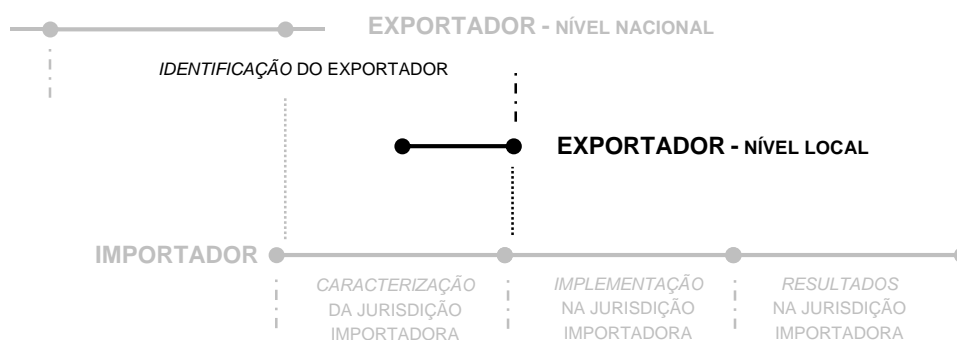 EXPORTADOR - NÍVEL NACIONAL
IDENTIFICAÇÃO DO EXPORTADOR
EXPORTADOR - NÍVEL LOCAL
IMPORTADOR
CARACTERIZAÇÃO
DA JURISDIÇÃO
IMPORTADORA
IMPLEMENTAÇÃO
NA JURISDIÇÃO
IMPORTADORA
RESULTADOS
NA JURISDIÇÃO
IMPORTADORA